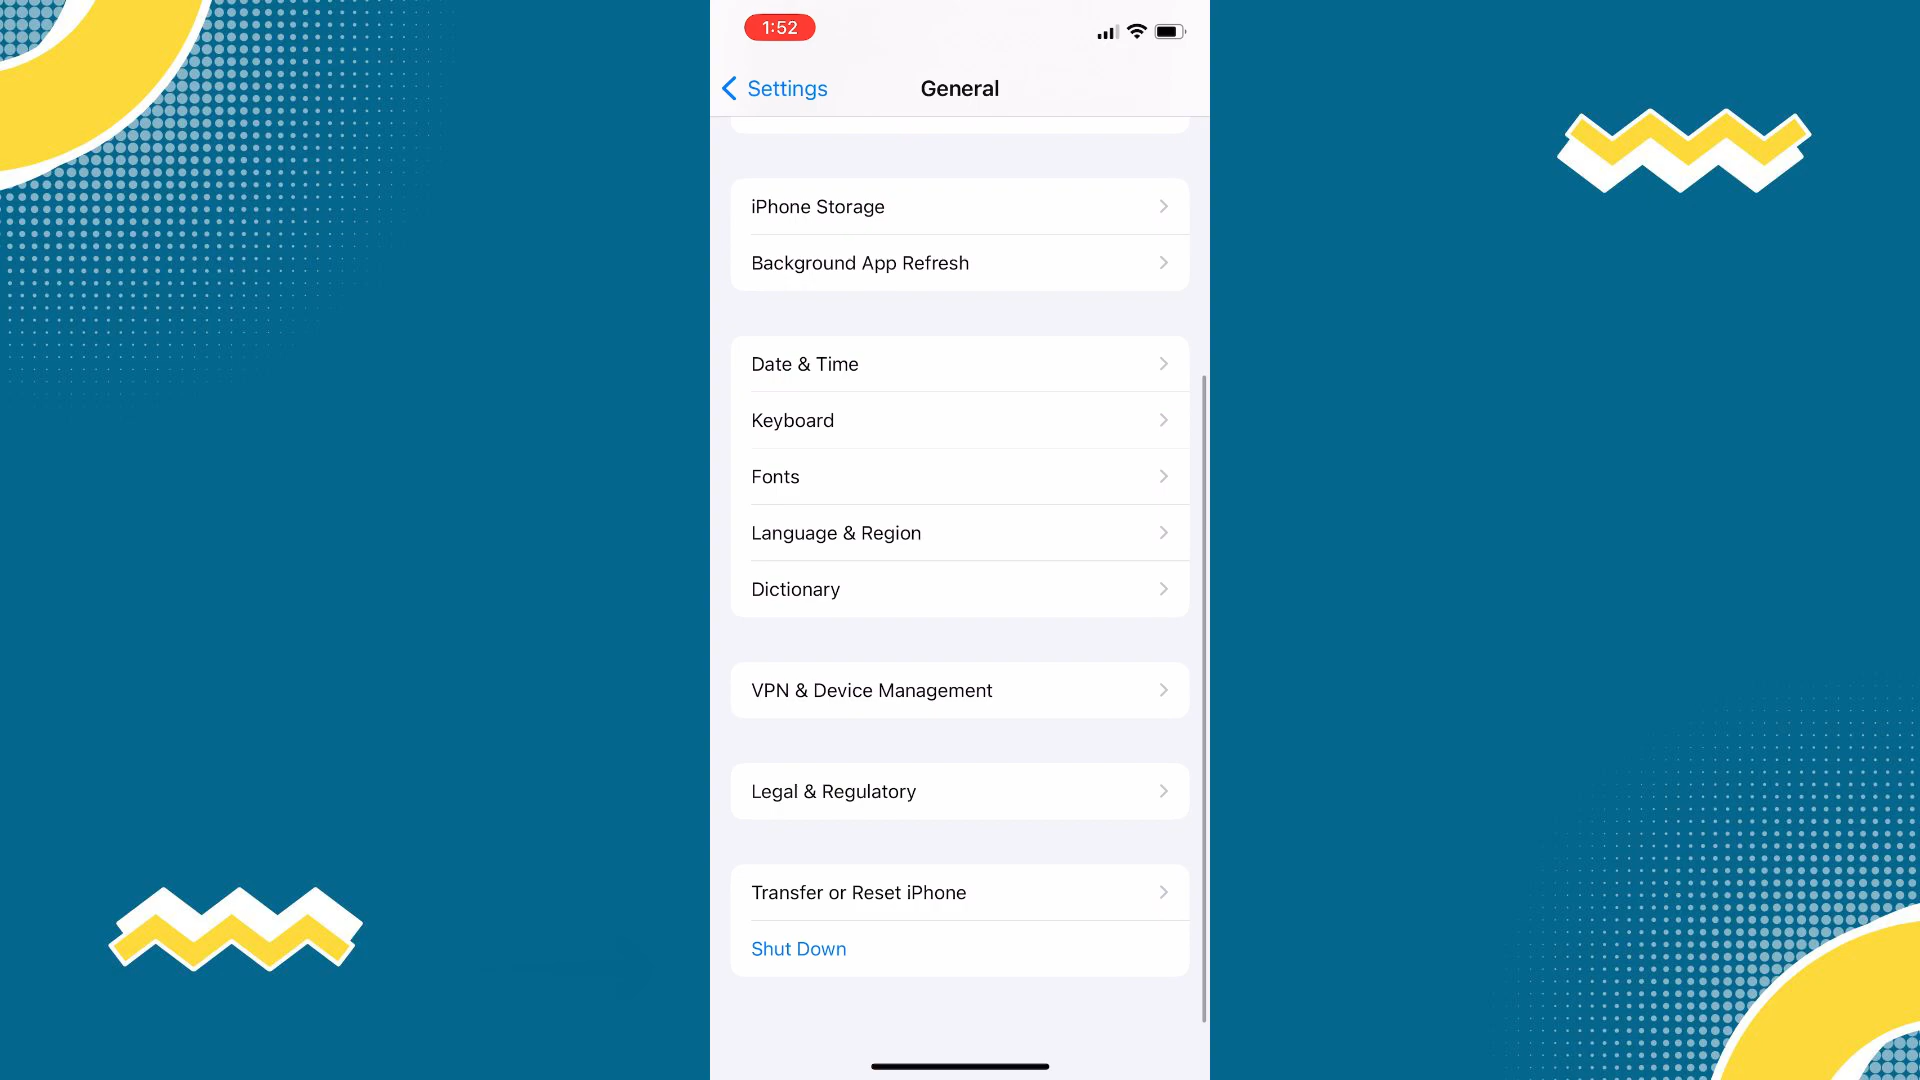 1:52
Settings
General
iPhone Storage
Background App Refresh
Date & Time
Keyboard
Fonts
Language & Region
Dictionary
VPN & Device Management
Legal & Regulatory
Transfer or Reset iPhone
Shut Down